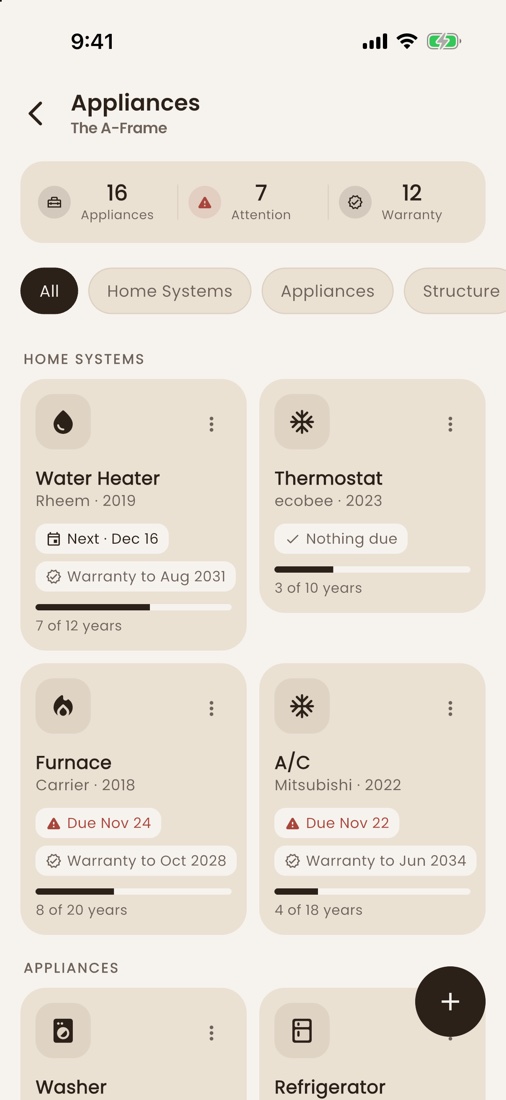 9:41
Appliances
The A-Frame
16
Appliances
7
Attention
12
Warranty
All
Home Systems
Appliances
Structure
HOME SYSTEMS
Water Heater
Rheem · 2019
Next · Dec 16
Warranty to Aug 2031
7 of 12 years
Thermostat
ecobee · 2023
Nothing due
3 of 10 years
Furnace
Carrier · 2018
Due Nov 24
Warranty to Oct 2028
8 of 20 years
A/C
Mitsubishi · 2022
Due Nov 22
Warranty to Jun 2034
4 of 18 years
APPLIANCES
Washer
Refrigerator